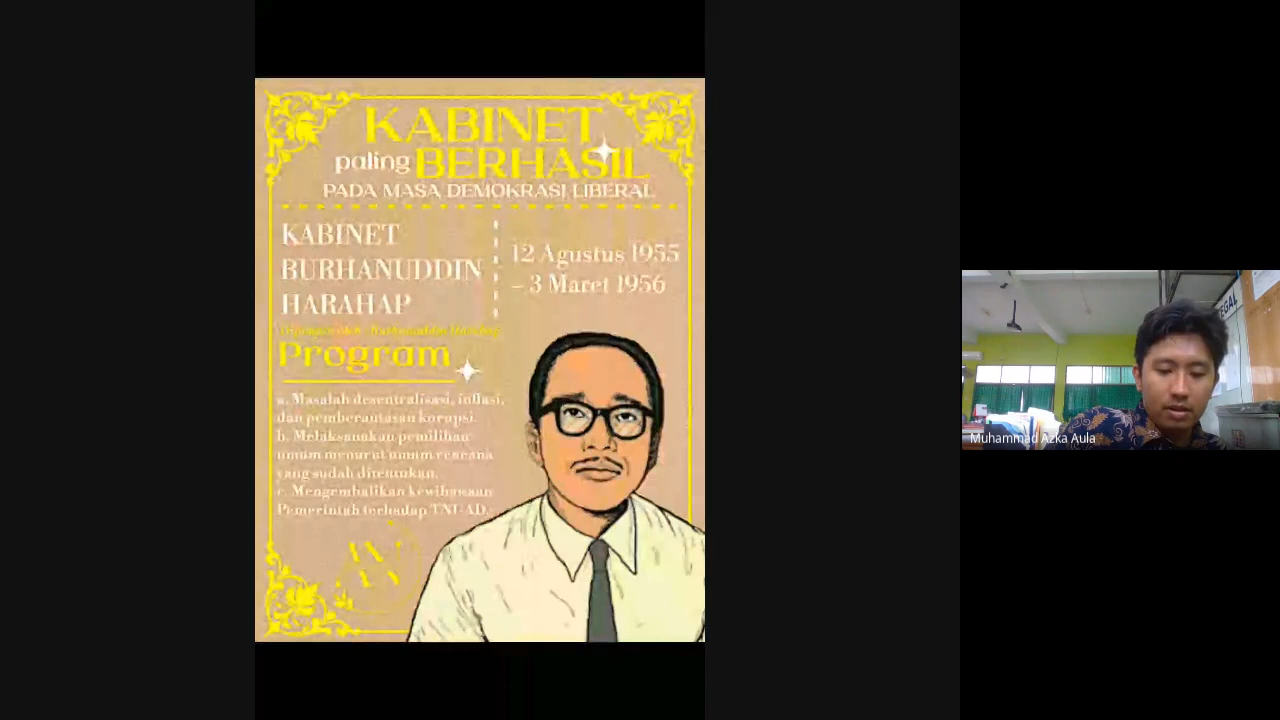 KABINET
paling BERHASIL
PADA MASA DEMOKRASI LIBERAL
KABINET
BURHANUDDIN
HARAHAP
12 Agustus 1955
– 3 Maret 1956
Program
a. Masalah desentralisasi, inflasi,
dan pemberantasan korupsi.
b. Melaksanakan pemilihan
umum menurut umum rencana
yang sudah ditentukan.
c. Mengembalikan kewibawaan
Pemerintah terhadap TNI-AD.
EGAL
Muhammad Azka Aula